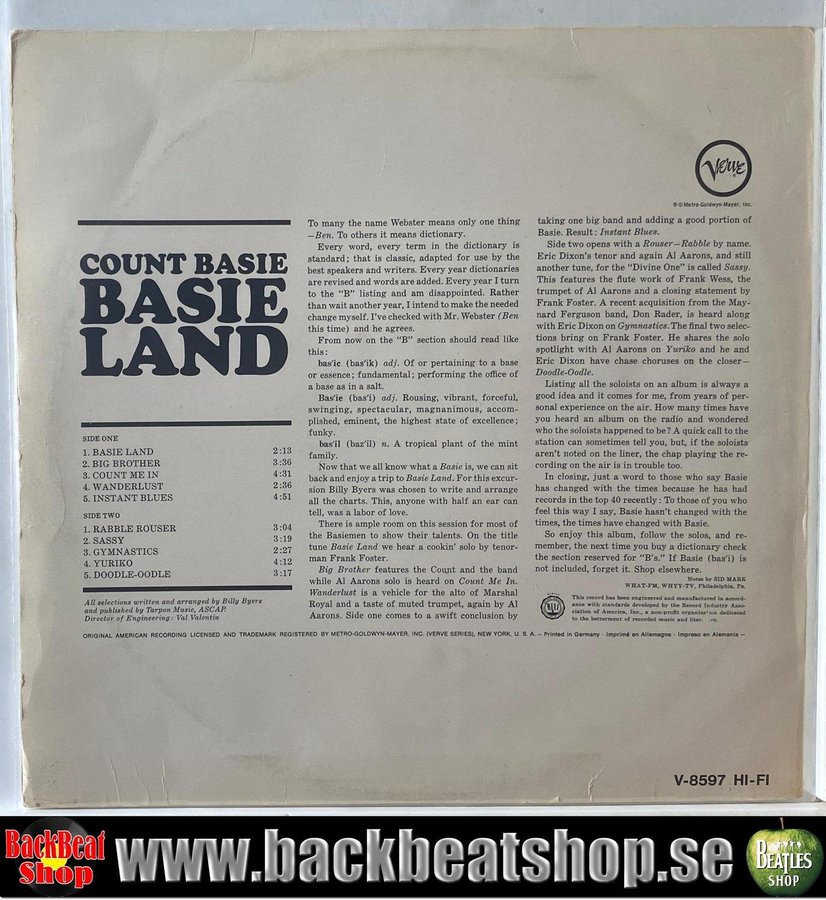 Verve
℗ © Metro-Goldwyn-Mayer, Inc.
COUNT BASIE
BASIE
LAND
SIDE ONE
1. BASIE LAND 2:13
2. BIG BROTHER 3:36
3. COUNT ME IN 4:31
4. WANDERLUST 2:36
5. INSTANT BLUES 4:51
SIDE TWO
1. RABBLE ROUSER 3:04
2. SASSY 3:19
3. GYMNASTICS 2:27
4. YURIKO 4:12
5. DOODLE-OODLE 3:17
All selections written and arranged by Billy Byers
and published by Tarpon Music, ASCAP.
Director of Engineering: Val Valentin
To many the name Webster means only one thing
—Ben. To others it means dictionary.
Every word, every term in the dictionary is
standard; that is classic, adapted for use by the
best speakers and writers. Every year dictionaries
are revised and words are added. Every year I turn
to the "B" listing and am disappointed. Rather
than wait another year, I intend to make the needed
change myself. I've checked with Mr. Webster (Ben
this time) and he agrees.
From now on the "B" section should read like
this:
bas'ic (bas'ik) adj. Of or pertaining to a base
or essence; fundamental; performing the office of
a base as in a salt.
Bas'ie (bas'i) adj. Rousing, vibrant, forceful,
swinging, spectacular, magnanimous, accom-
plished, eminent, the highest state of excellence;
funky.
bas'il (baz'il) n. A tropical plant of the mint
family.
Now that we all know what a Basie is, we can sit
back and enjoy a trip to Basie Land. For this excur-
sion Billy Byers was chosen to write and arrange
all the charts. This, anyone with half an ear can
tell, was a labor of love.
There is ample room on this session for most of
the Basiemen to show their talents. On the title
tune Basie Land we hear a cookin' solo by tenor-
man Frank Foster.
Big Brother features the Count and the band
while Al Aarons solo is heard on Count Me In.
Wanderlust is a vehicle for the alto of Marshal
Royal and a taste of muted trumpet, again by Al
Aarons. Side one comes to a swift conclusion by
taking one big band and adding a good portion of
Basie. Result: Instant Blues.
Side two opens with a Rouser—Rabble by name.
Eric Dixon's tenor and again Al Aarons, and still
another tune, for the "Divine One" is called Sassy.
This features the flute work of Frank Wess, the
trumpet of Al Aarons and a closing statement by
Frank Foster. A recent acquisition from the May-
nard Ferguson band, Don Rader, is heard along
with Eric Dixon on Gymnastics. The final two selec-
tions bring on Frank Foster. He shares the solo
spotlight with Al Aarons on Yuriko and he and
Eric Dixon have chase choruses on the closer—
Doodle-Oodle.
Listing all the soloists on an album is always a
good idea and it comes for me, from years of per-
sonal experience on the air. How many times have
you heard an album on the radio and wondered
who the soloists happened to be? A quick call to the
station can sometimes tell you, but, if the soloists
aren't noted on the liner, the chap playing the re-
cording on the air is in trouble too.
In closing, just a word to those who say Basie
has changed with the times because he has had
records in the top 40 recently: To those of you who
feel this way I say, Basie hasn't changed with the
times, the times have changed with Basie.
So enjoy this album, follow the solos, and re-
member, the next time you buy a dictionary check
the section reserved for "B's." If Basie (bas'i) is
not included, forget it. Shop elsewhere.
Notes by SID MARK
WHAT-FM, WHYY-TV, Philadelphia, Pa.
This record has been engineered and manufactured in accord-
ance with standards developed by the Record Industry Asso-
ciation of America, Inc., a non-profit organization dedicated
to the betterment of recorded music and
ORIGINAL AMERICAN RECORDING LICENSED AND TRADEMARK REGISTERED BY METRO-GOLDWYN-MAYER, INC. (VERVE SERIES), NEW YORK, U. S. A. — Printed in Germany · Imprimé en Allemagne · Impreso en Alemania —
V-8597 HI-FI
BackBeat
Shop
www.backbeatshop.se
BEATLES
SHOP